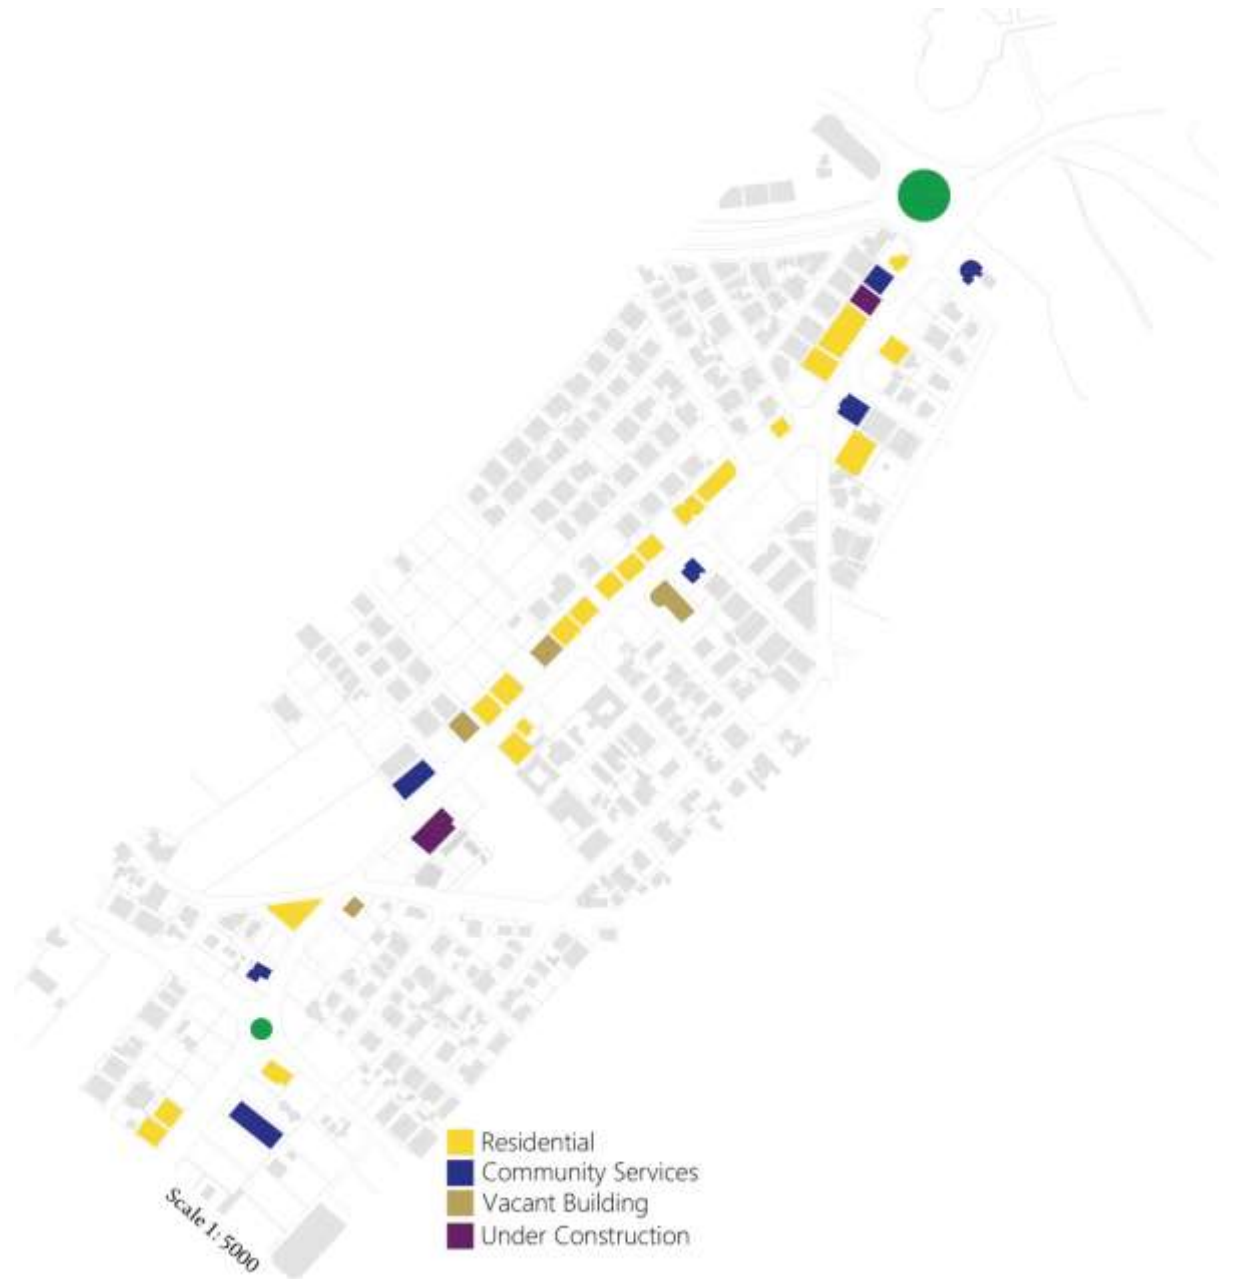 Residential
Community Services
Vacant Building
Under Construction
Scale 1: 5000